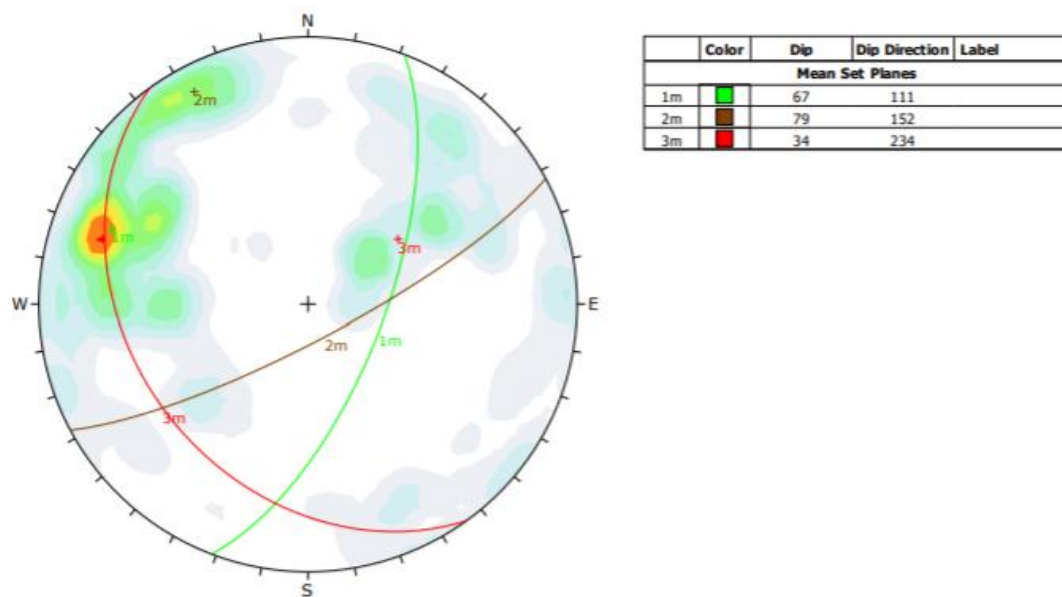 N
W
E
S
2m
1m
3m
1m
2m
3m
Color Dip Dip Direction Label
Mean Set Planes
1m 67 111
2m 79 152
3m 34 234